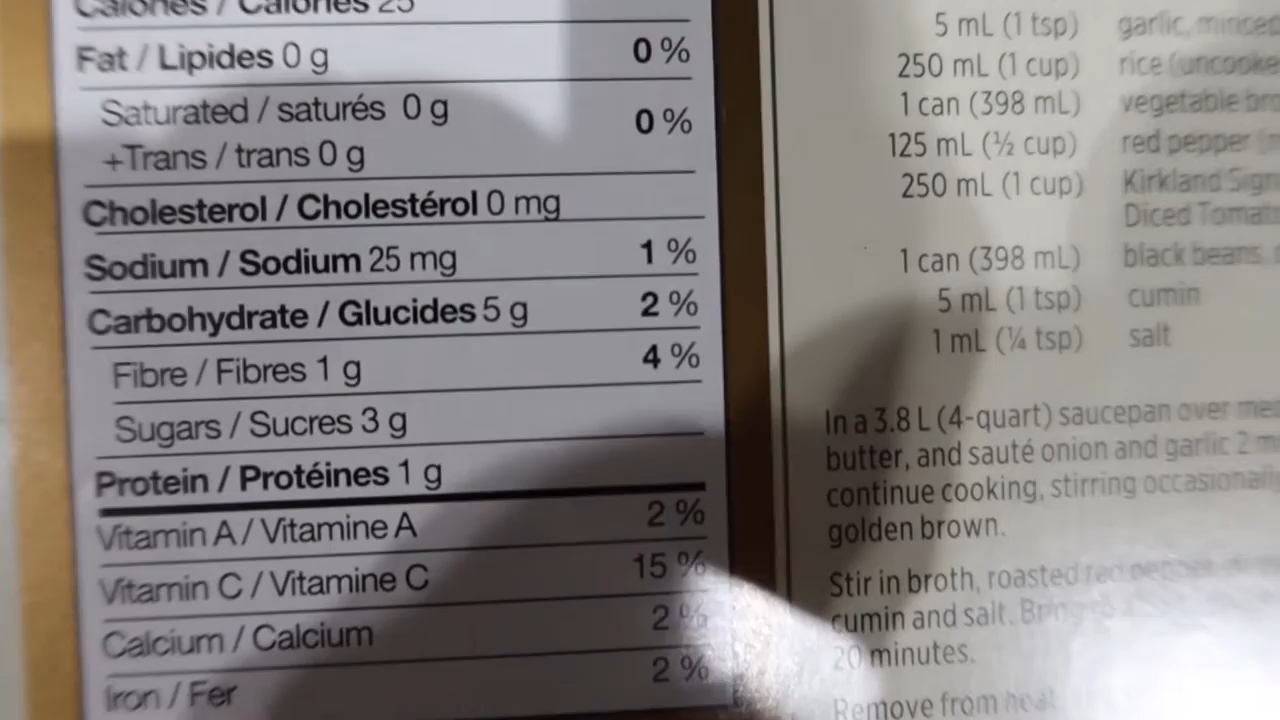 Calories / Calories 25
Fat / Lipides 0 g 0 %
Saturated / saturés 0 g
+Trans / trans 0 g 0 %
Cholesterol / Cholestérol 0 mg
Sodium / Sodium 25 mg 1 %
Carbohydrate / Glucides 5 g 2 %
Fibre / Fibres 1 g 4 %
Sugars / Sucres 3 g
Protein / Protéines 1 g
Vitamin A / Vitamine A 2 %
Vitamin C / Vitamine C 15 %
Calcium / Calcium 2 %
Iron / Fer 2 %
5 mL (1 tsp) garlic, minced
250 mL (1 cup) rice (uncooke
1 can (398 mL) vegetable bro
125 mL (½ cup) red pepper
250 mL (1 cup) Kirkland Sign
Diced Tomat
1 can (398 mL) black beans,
5 mL (1 tsp) cumin
1 mL (¼ tsp) salt
In a 3.8 L (4-quart) saucepan over me
butter, and sauté onion and garlic 2 m
continue cooking, stirring occasionally
golden brown.
Stir in broth, roasted red pepper
cumin and salt. Bring
20 minutes.
Remove from heat